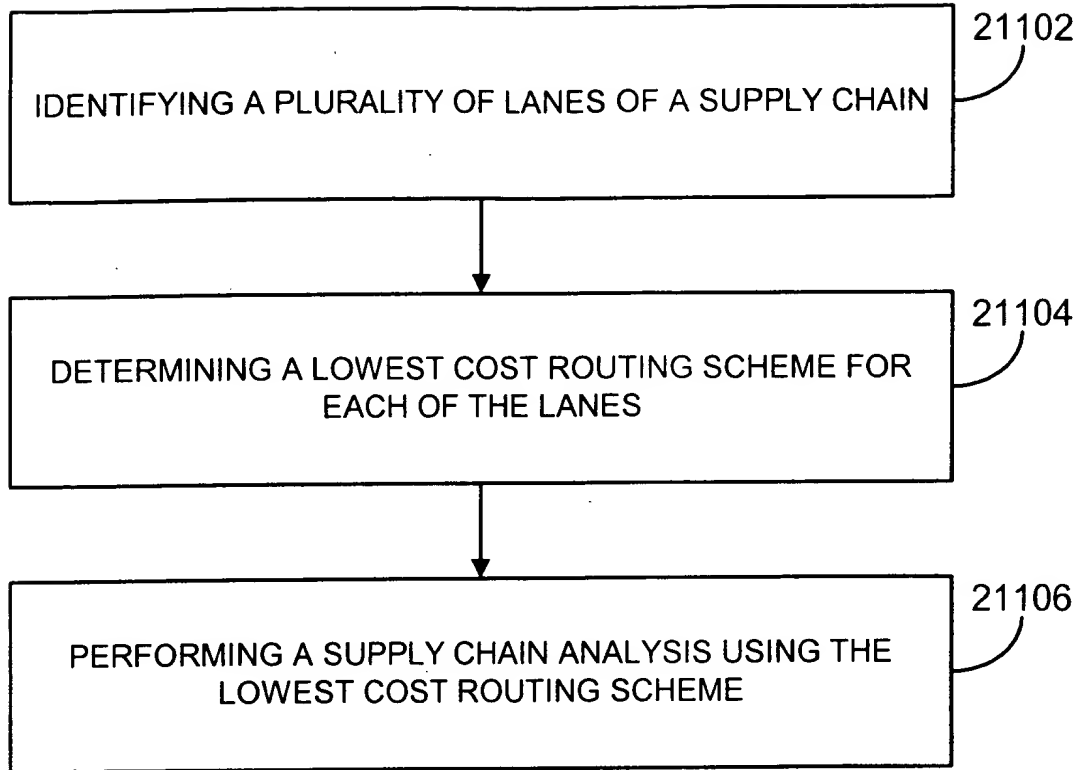 21102
IDENTIFYING A PLURALITY OF LANES OF A SUPPLY CHAIN
21104
DETERMINING A LOWEST COST ROUTING SCHEME FOR
EACH OF THE LANES
21106
PERFORMING A SUPPLY CHAIN ANALYSIS USING THE
LOWEST COST ROUTING SCHEME